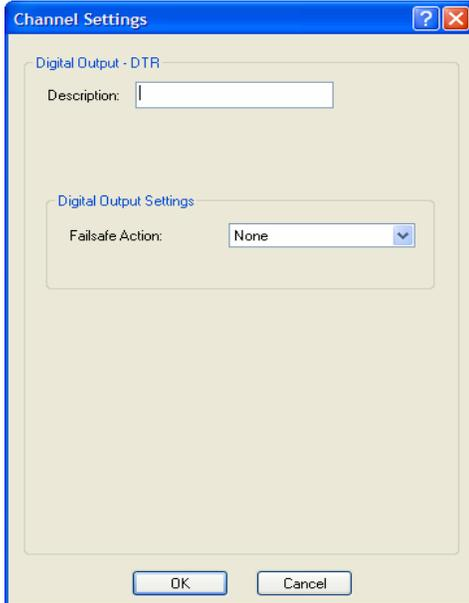 Channel Settings
Digital Output - DTR
Description:
Digital Output Settings
Failsafe Action: None
OK Cancel